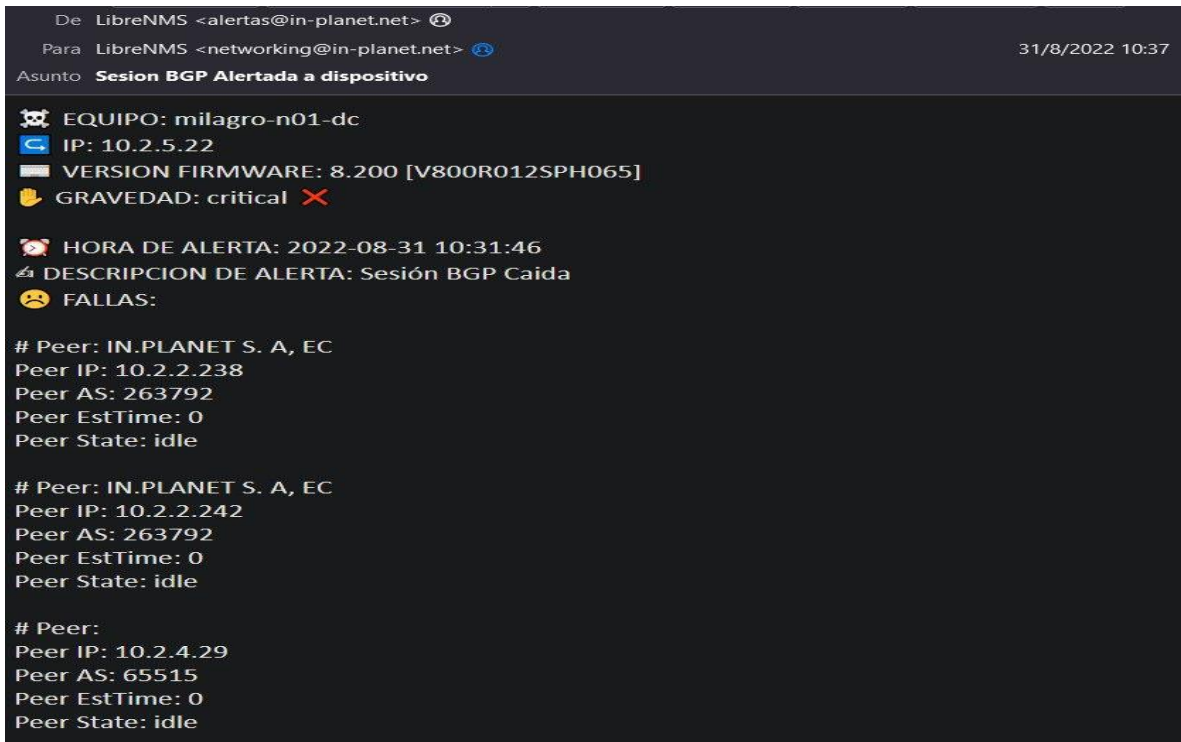 De LibreNMS <alertas@in-planet.net>
Para LibreNMS <networking@in-planet.net> 31/8/2022 10:37
Asunto Sesion BGP Alertada a dispositivo
EQUIPO: milagro-n01-dc
IP: 10.2.5.22
VERSION FIRMWARE: 8.200 [V800R012SPH065]
GRAVEDAD: critical
HORA DE ALERTA: 2022-08-31 10:31:46
DESCRIPCION DE ALERTA: Sesión BGP Caida
FALLAS:
# Peer: IN.PLANET S. A, EC
Peer IP: 10.2.2.238
Peer AS: 263792
Peer EstTime: 0
Peer State: idle
# Peer: IN.PLANET S. A, EC
Peer IP: 10.2.2.242
Peer AS: 263792
Peer EstTime: 0
Peer State: idle
# Peer:
Peer IP: 10.2.4.29
Peer AS: 65515
Peer EstTime: 0
Peer State: idle